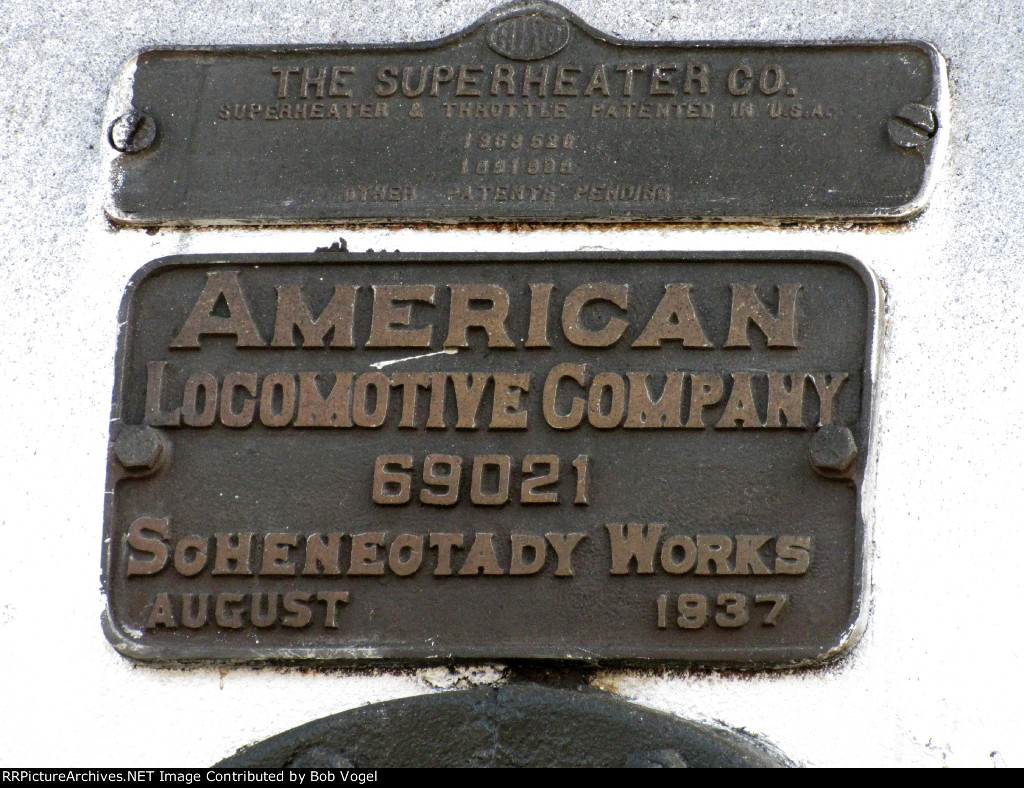 THE SUPERHEATER CO.
SUPERHEATER & THROTTLE PATENTED IN U.S.A.
OTHER PATENTS PENDING
AMERICAN
LOCOMOTIVE COMPANY
69021
SCHENECTADY WORKS
AUGUST 1937
RRPictureArchives.NET Image Contributed by Bob Vogel